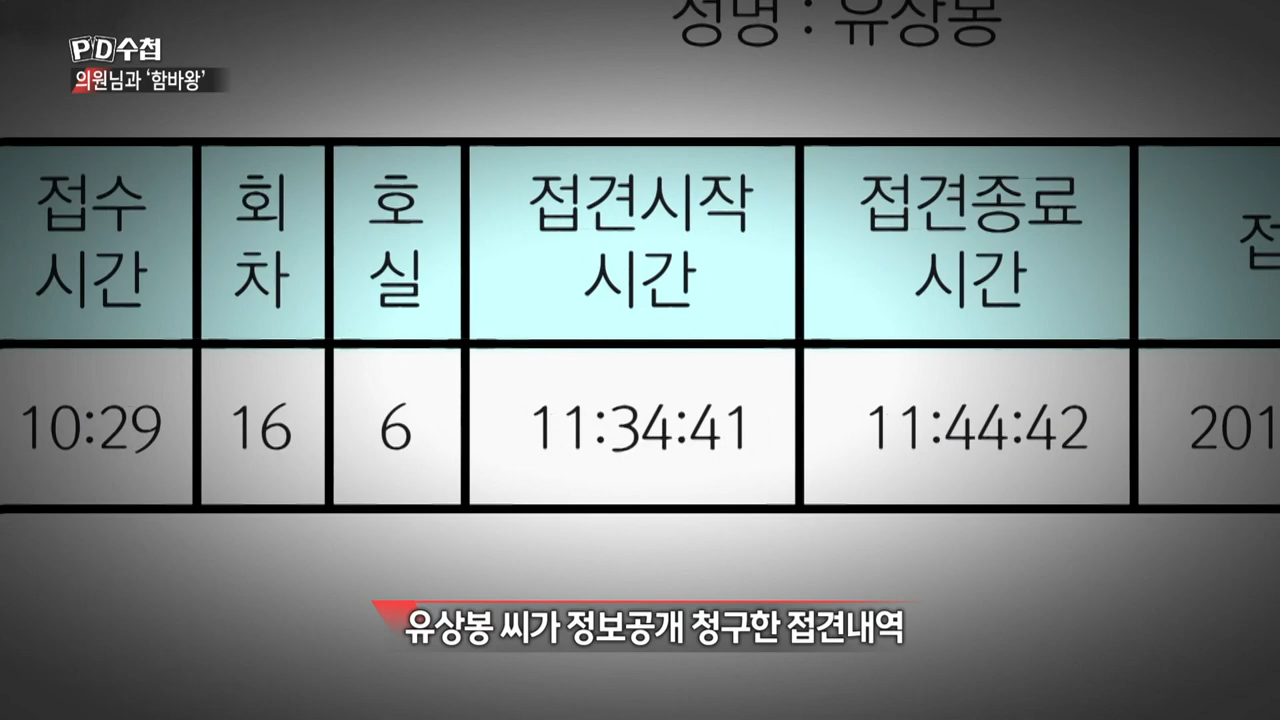 성명 : 유상봉
PD수첩
의원님과 '함바왕'
접수
시간
회
차
호
실
접견시작
시간
접견종료
시간
접
10:29
16
6
11:34:41
11:44:42
201
유상봉 씨가 정보공개 청구한 접견내역